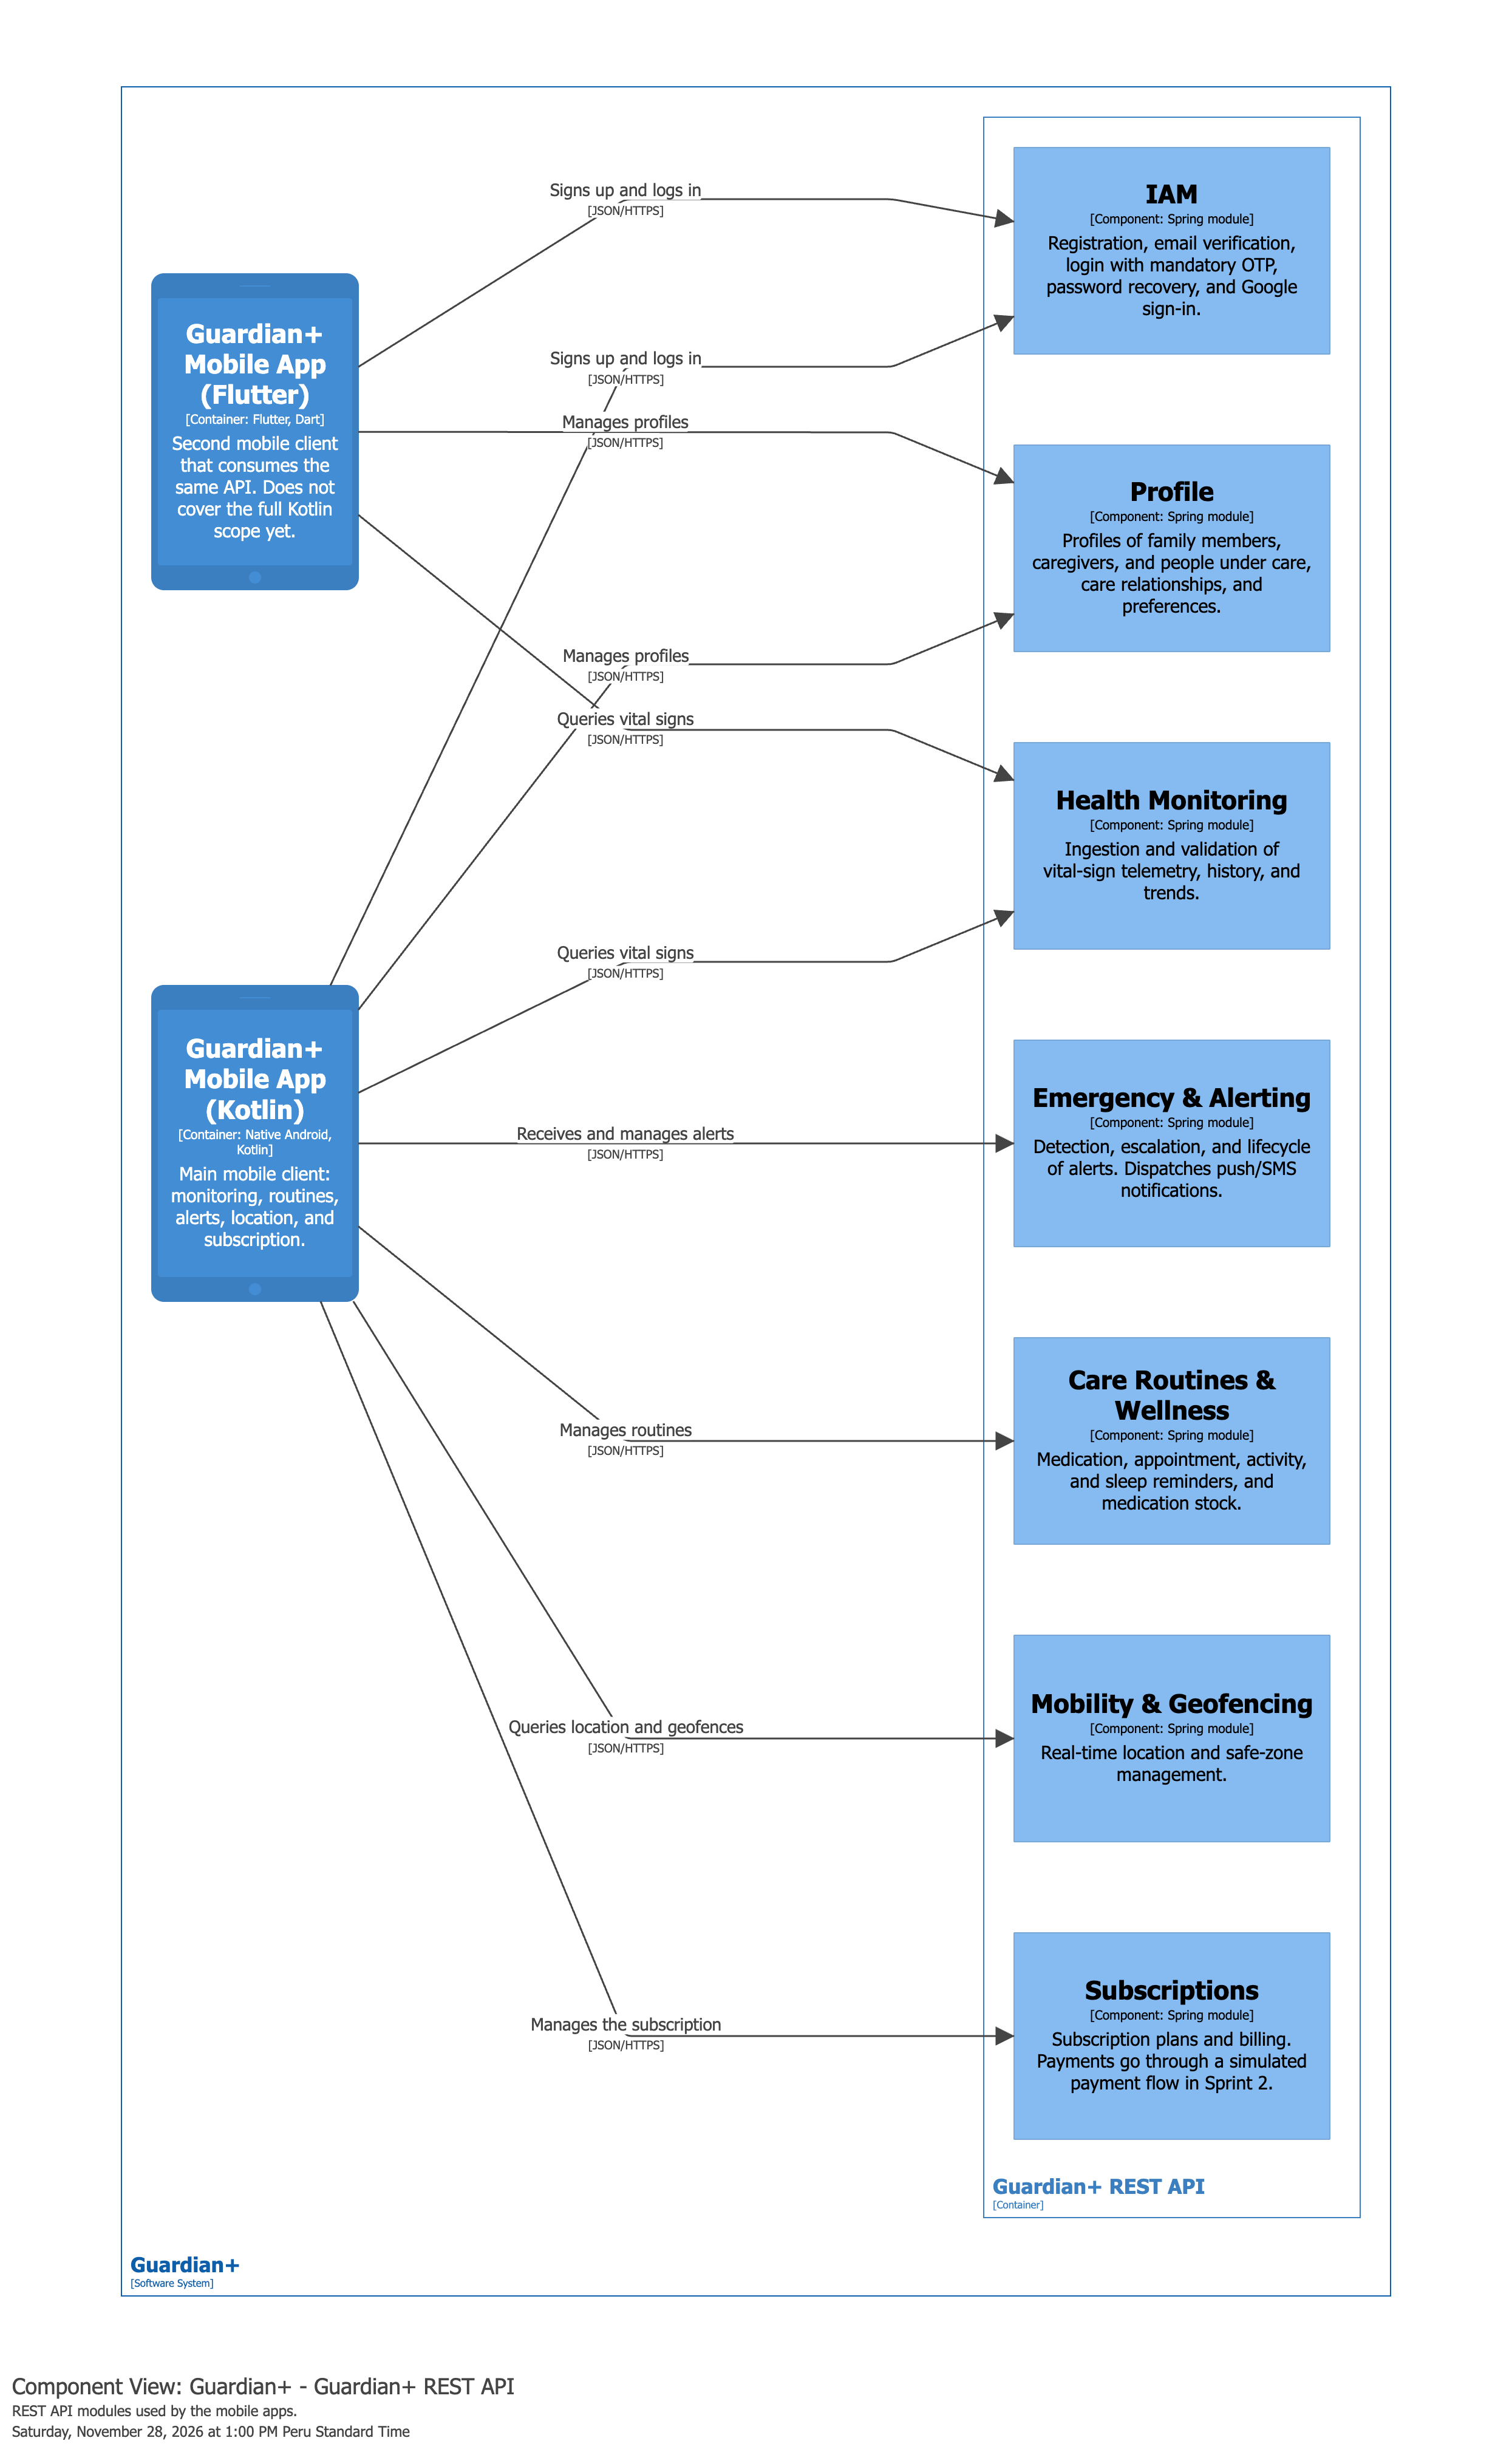 Guardian+
Mobile App
(Flutter)
[Container: Flutter, Dart]
Second mobile client
that consumes the
same API. Does not
cover the full Kotlin
scope yet.
Guardian+
Mobile App
(Kotlin)
[Container: Native Android,
Kotlin]
Main mobile client:
monitoring, routines,
alerts, location, and
subscription.
Signs up and logs in
[JSON/HTTPS]
Signs up and logs in
[JSON/HTTPS]
Manages profiles
[JSON/HTTPS]
Manages profiles
[JSON/HTTPS]
Queries vital signs
[JSON/HTTPS]
Queries vital signs
[JSON/HTTPS]
Receives and manages alerts
[JSON/HTTPS]
Manages routines
[JSON/HTTPS]
Queries location and geofences
[JSON/HTTPS]
Manages the subscription
[JSON/HTTPS]
IAM
[Component: Spring module]
Registration, email verification,
login with mandatory OTP,
password recovery, and Google
sign-in.
Profile
[Component: Spring module]
Profiles of family members,
caregivers, and people under care,
care relationships, and
preferences.
Health Monitoring
[Component: Spring module]
Ingestion and validation of
vital-sign telemetry, history, and
trends.
Emergency & Alerting
[Component: Spring module]
Detection, escalation, and lifecycle
of alerts. Dispatches push/SMS
notifications.
Care Routines &
Wellness
[Component: Spring module]
Medication, appointment, activity,
and sleep reminders, and
medication stock.
Mobility & Geofencing
[Component: Spring module]
Real-time location and safe-zone
management.
Subscriptions
[Component: Spring module]
Subscription plans and billing.
Payments go through a simulated
payment flow in Sprint 2.
Guardian+ REST API
[Container]
Guardian+
[Software System]
Component View: Guardian+ - Guardian+ REST API
REST API modules used by the mobile apps.
Saturday, November 28, 2026 at 1:00 PM Peru Standard Time